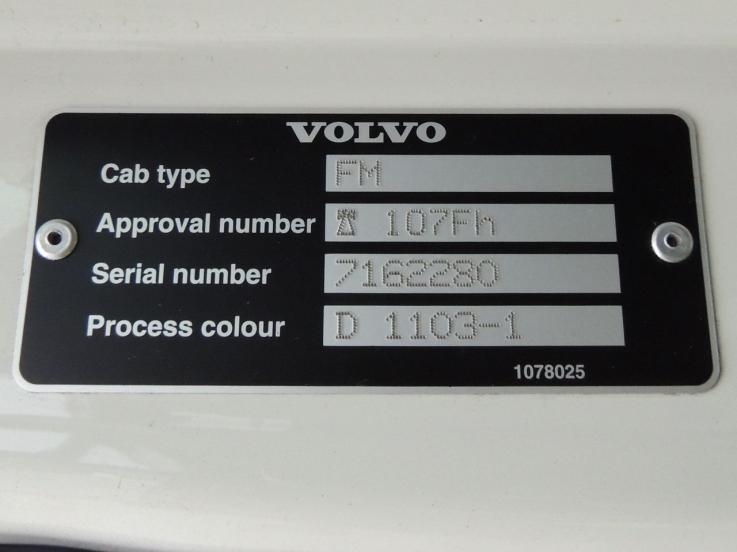 VOLVO
Cab type FM
Approval number 107Fh
Serial number 7162280
Process colour D 1103-1
1078025